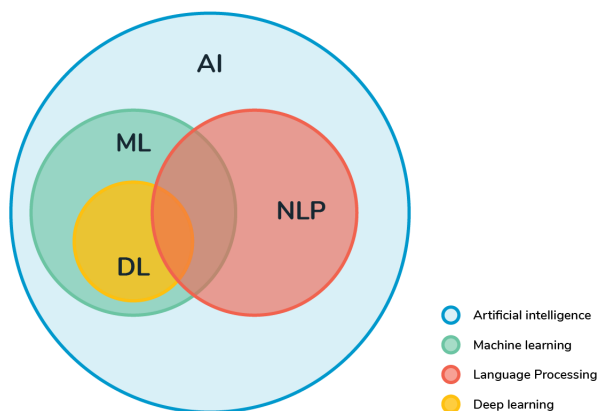 AI
ML
NLP
DL
Artificial intelligence
Machine learning
Language Processing
Deep learning